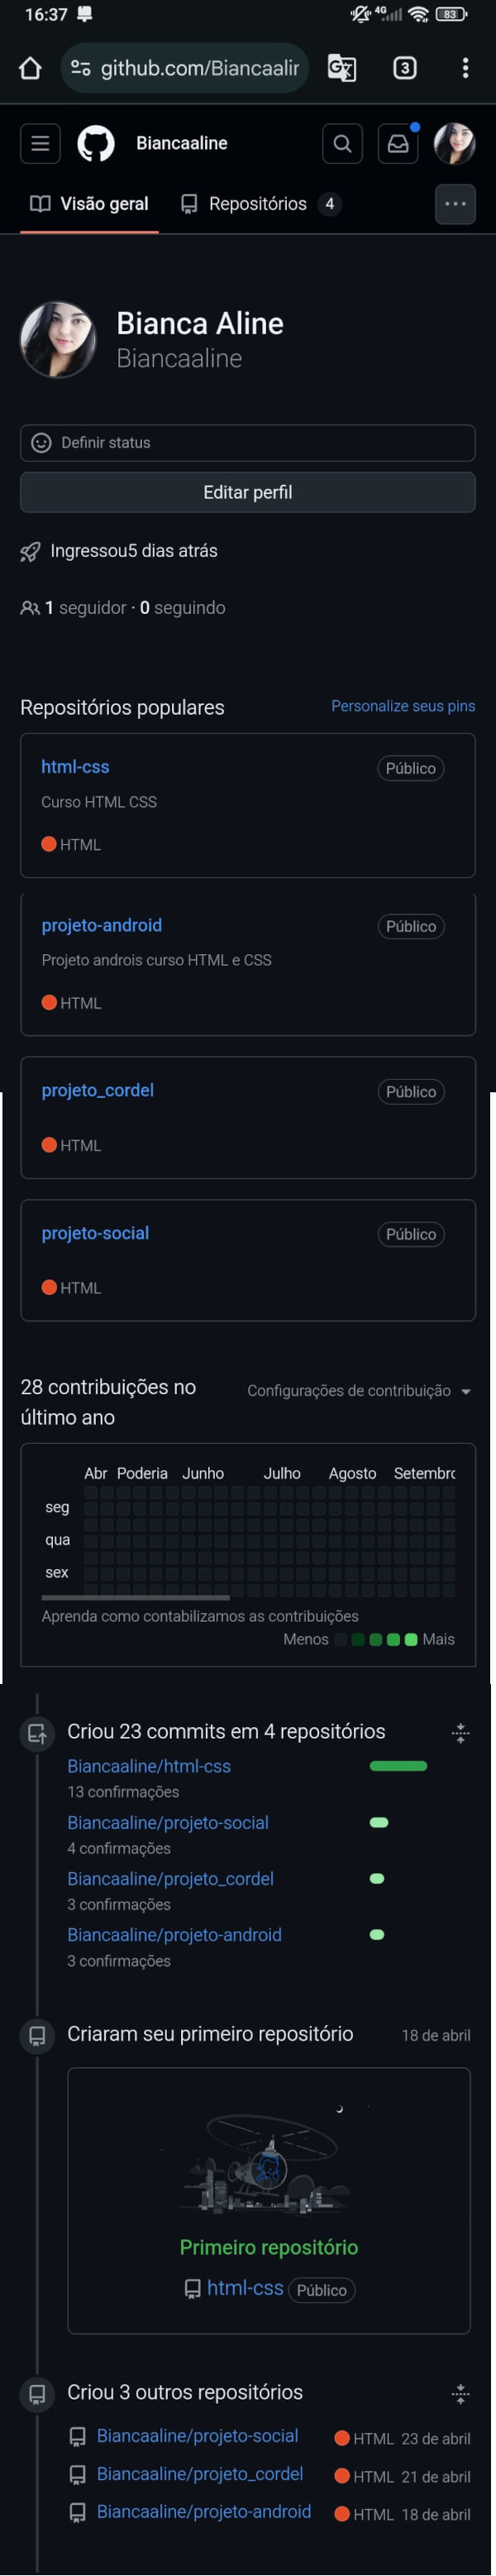 16:37
4G
83
github.com/Biancaalir
3
Biancaaline
Visão geral
Repositórios 4
Bianca Aline
Biancaaline
Definir status
Editar perfil
Ingressou5 dias atrás
1 seguidor · 0 seguindo
Repositórios populares
Personalize seus pins
html-css
Público
Curso HTML CSS
HTML
projeto-android
Público
Projeto androis curso HTML e CSS
HTML
projeto_cordel
Público
HTML
projeto-social
Público
HTML
28 contribuições no
último ano
Configurações de contribuição
Abr Poderia Junho Julho Agosto Setembro
seg
qua
sex
Aprenda como contabilizamos as contribuições
Menos Mais
Criou 23 commits em 4 repositórios
Biancaaline/html-css
13 confirmações
Biancaaline/projeto-social
4 confirmações
Biancaaline/projeto_cordel
3 confirmações
Biancaaline/projeto-android
3 confirmações
Criaram seu primeiro repositório
18 de abril
Primeiro repositório
html-css Público
Criou 3 outros repositórios
Biancaaline/projeto-social HTML 23 de abril
Biancaaline/projeto_cordel HTML 21 de abril
Biancaaline/projeto-android HTML 18 de abril